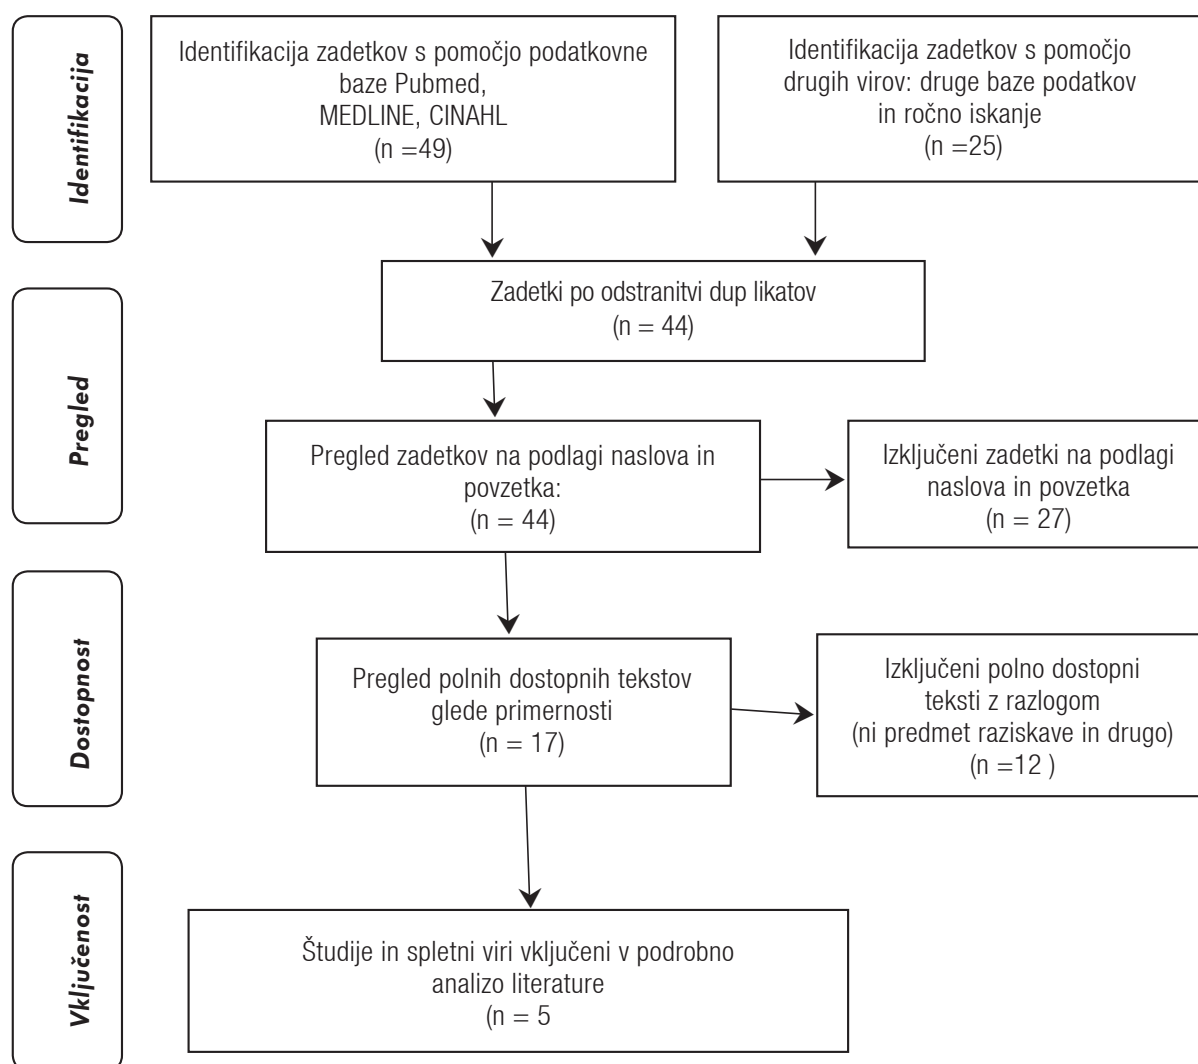 Identifikacija
Identifikacija zadetkov s pomočjo podatkovne
baze Pubmed,
MEDLINE, CINAHL
(n =49)
Identifikacija zadetkov s pomočjo
drugih virov: druge baze podatkov
in ročno iskanje
(n =25)
Zadetki po odstranitvi dup likatov
(n = 44)
Pregled
Pregled zadetkov na podlagi naslova in
povzetka:
(n = 44)
Izključeni zadetki na podlagi
naslova in povzetka
(n = 27)
Dostopnost
Pregled polnih dostopnih tekstov
glede primernosti
(n = 17)
Izključeni polno dostopni
teksti z razlogom
(ni predmet raziskave in drugo)
(n =12 )
Vključenost
Študije in spletni viri vključeni v podrobno
analizo literature
(n = 5